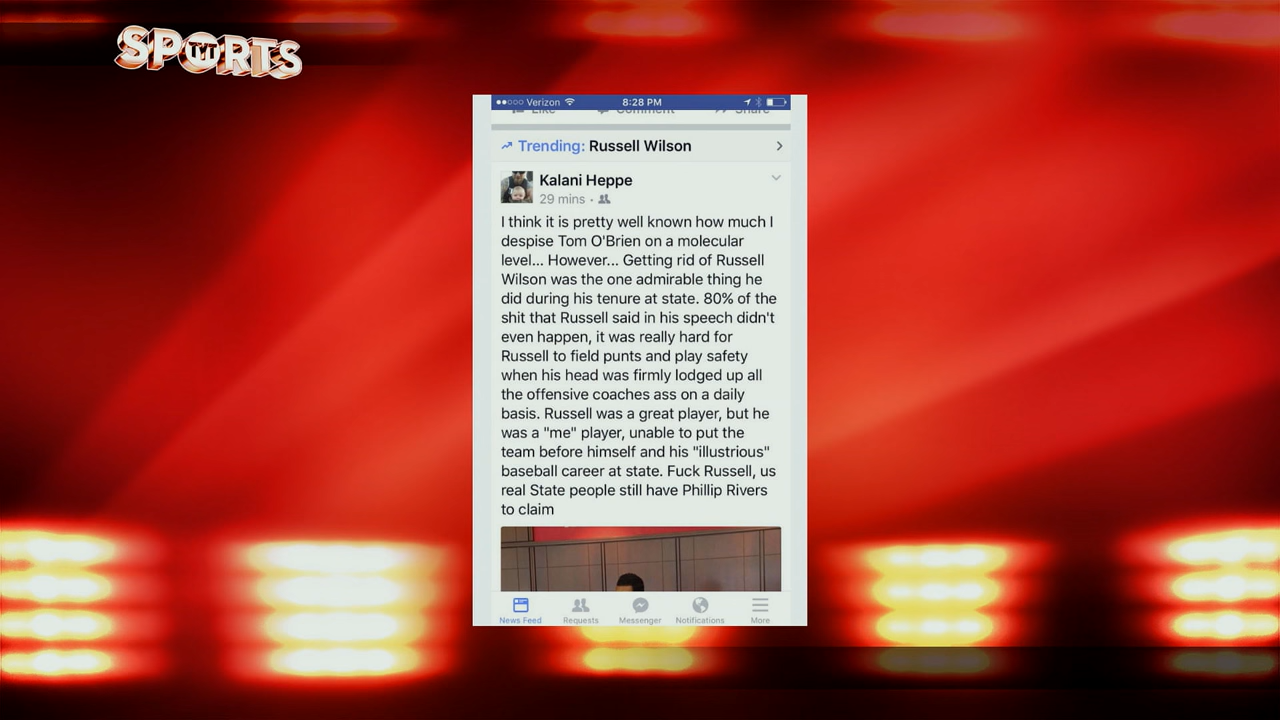 SPORTS
TYT
Verizon 8:28 PM
Like Comment Share
Trending: Russell Wilson
Kalani Heppe
29 mins ·
I think it is pretty well known how much I
despise Tom O'Brien on a molecular
level... However... Getting rid of Russell
Wilson was the one admirable thing he
did during his tenure at state. 80% of the
shit that Russell said in his speech didn't
even happen, it was really hard for
Russell to field punts and play safety
when his head was firmly lodged up all
the offensive coaches ass on a daily
basis. Russell was a great player, but he
was a "me" player, unable to put the
team before himself and his "illustrious"
baseball career at state. Fuck Russell, us
real State people still have Phillip Rivers
to claim
News Feed Requests Messenger Notifications More